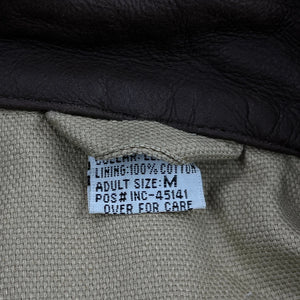 LINING:100% COTTON
ADULT SIZE: M
POS# INC-45141
OVER FOR CARE